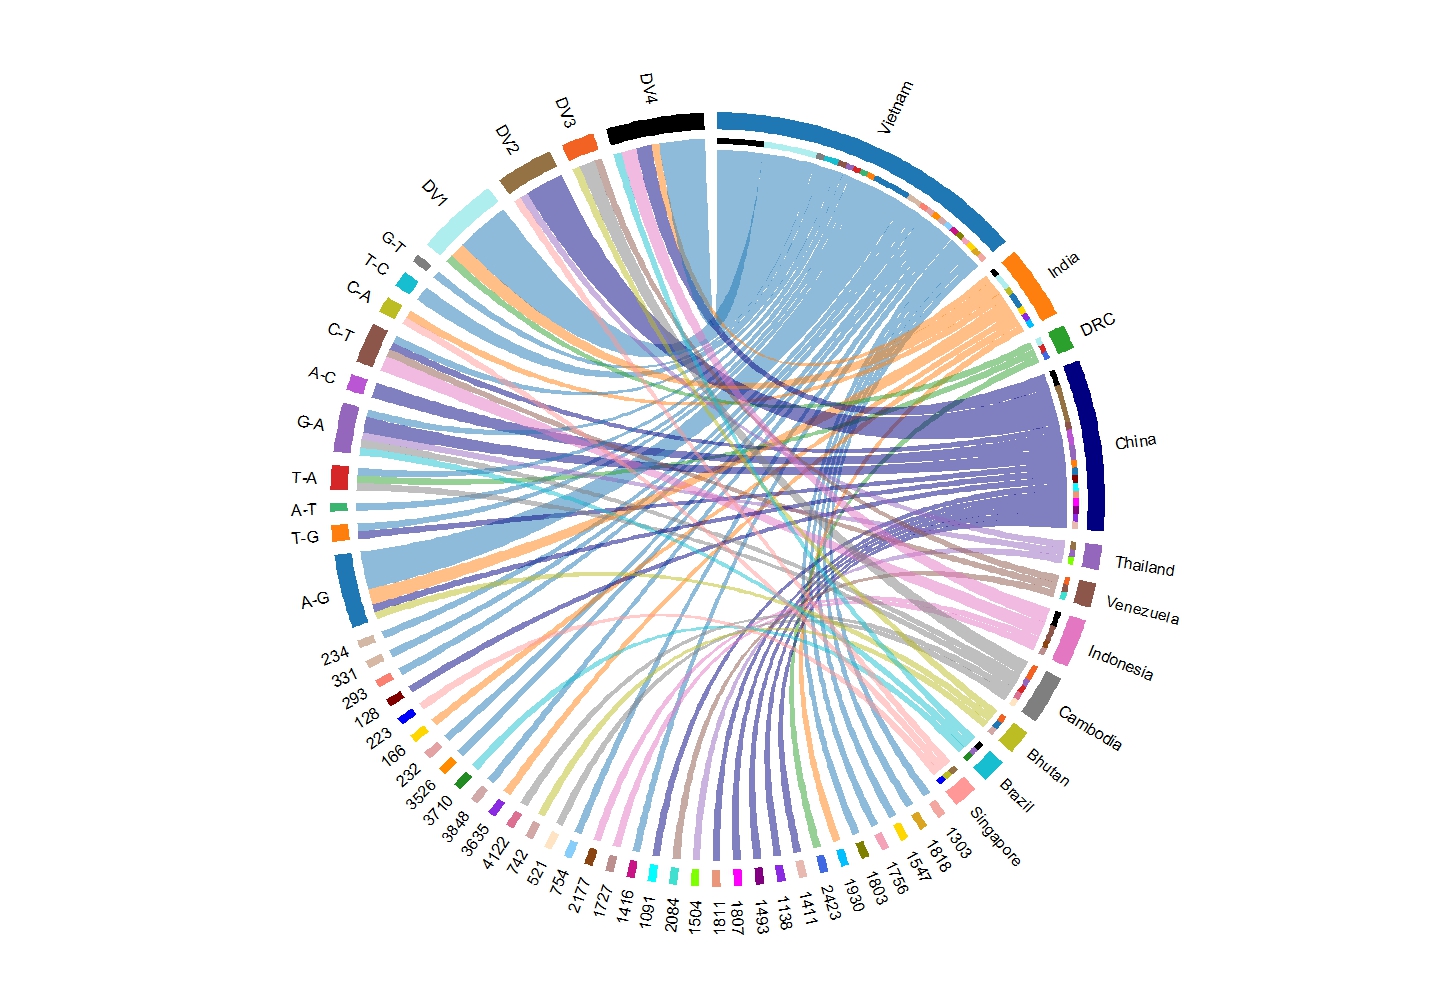 Vietnam
India
DRC
China
Thailand
Venezuela
Indonesia
Cambodia
Bhutan
Brazil
Singapore
1303
1818
1547
1756
1803
1930
2423
1411
1138
1493
1807
1811
1504
2084
1091
1416
1727
2177
754
521
742
4122
3635
3848
3710
3526
232
166
223
128
293
331
234
A-G
T-G
A-T
T-A
G-A
A-C
C-T
C-A
T-C
G-T
DV1
DV2
DV3
DV4